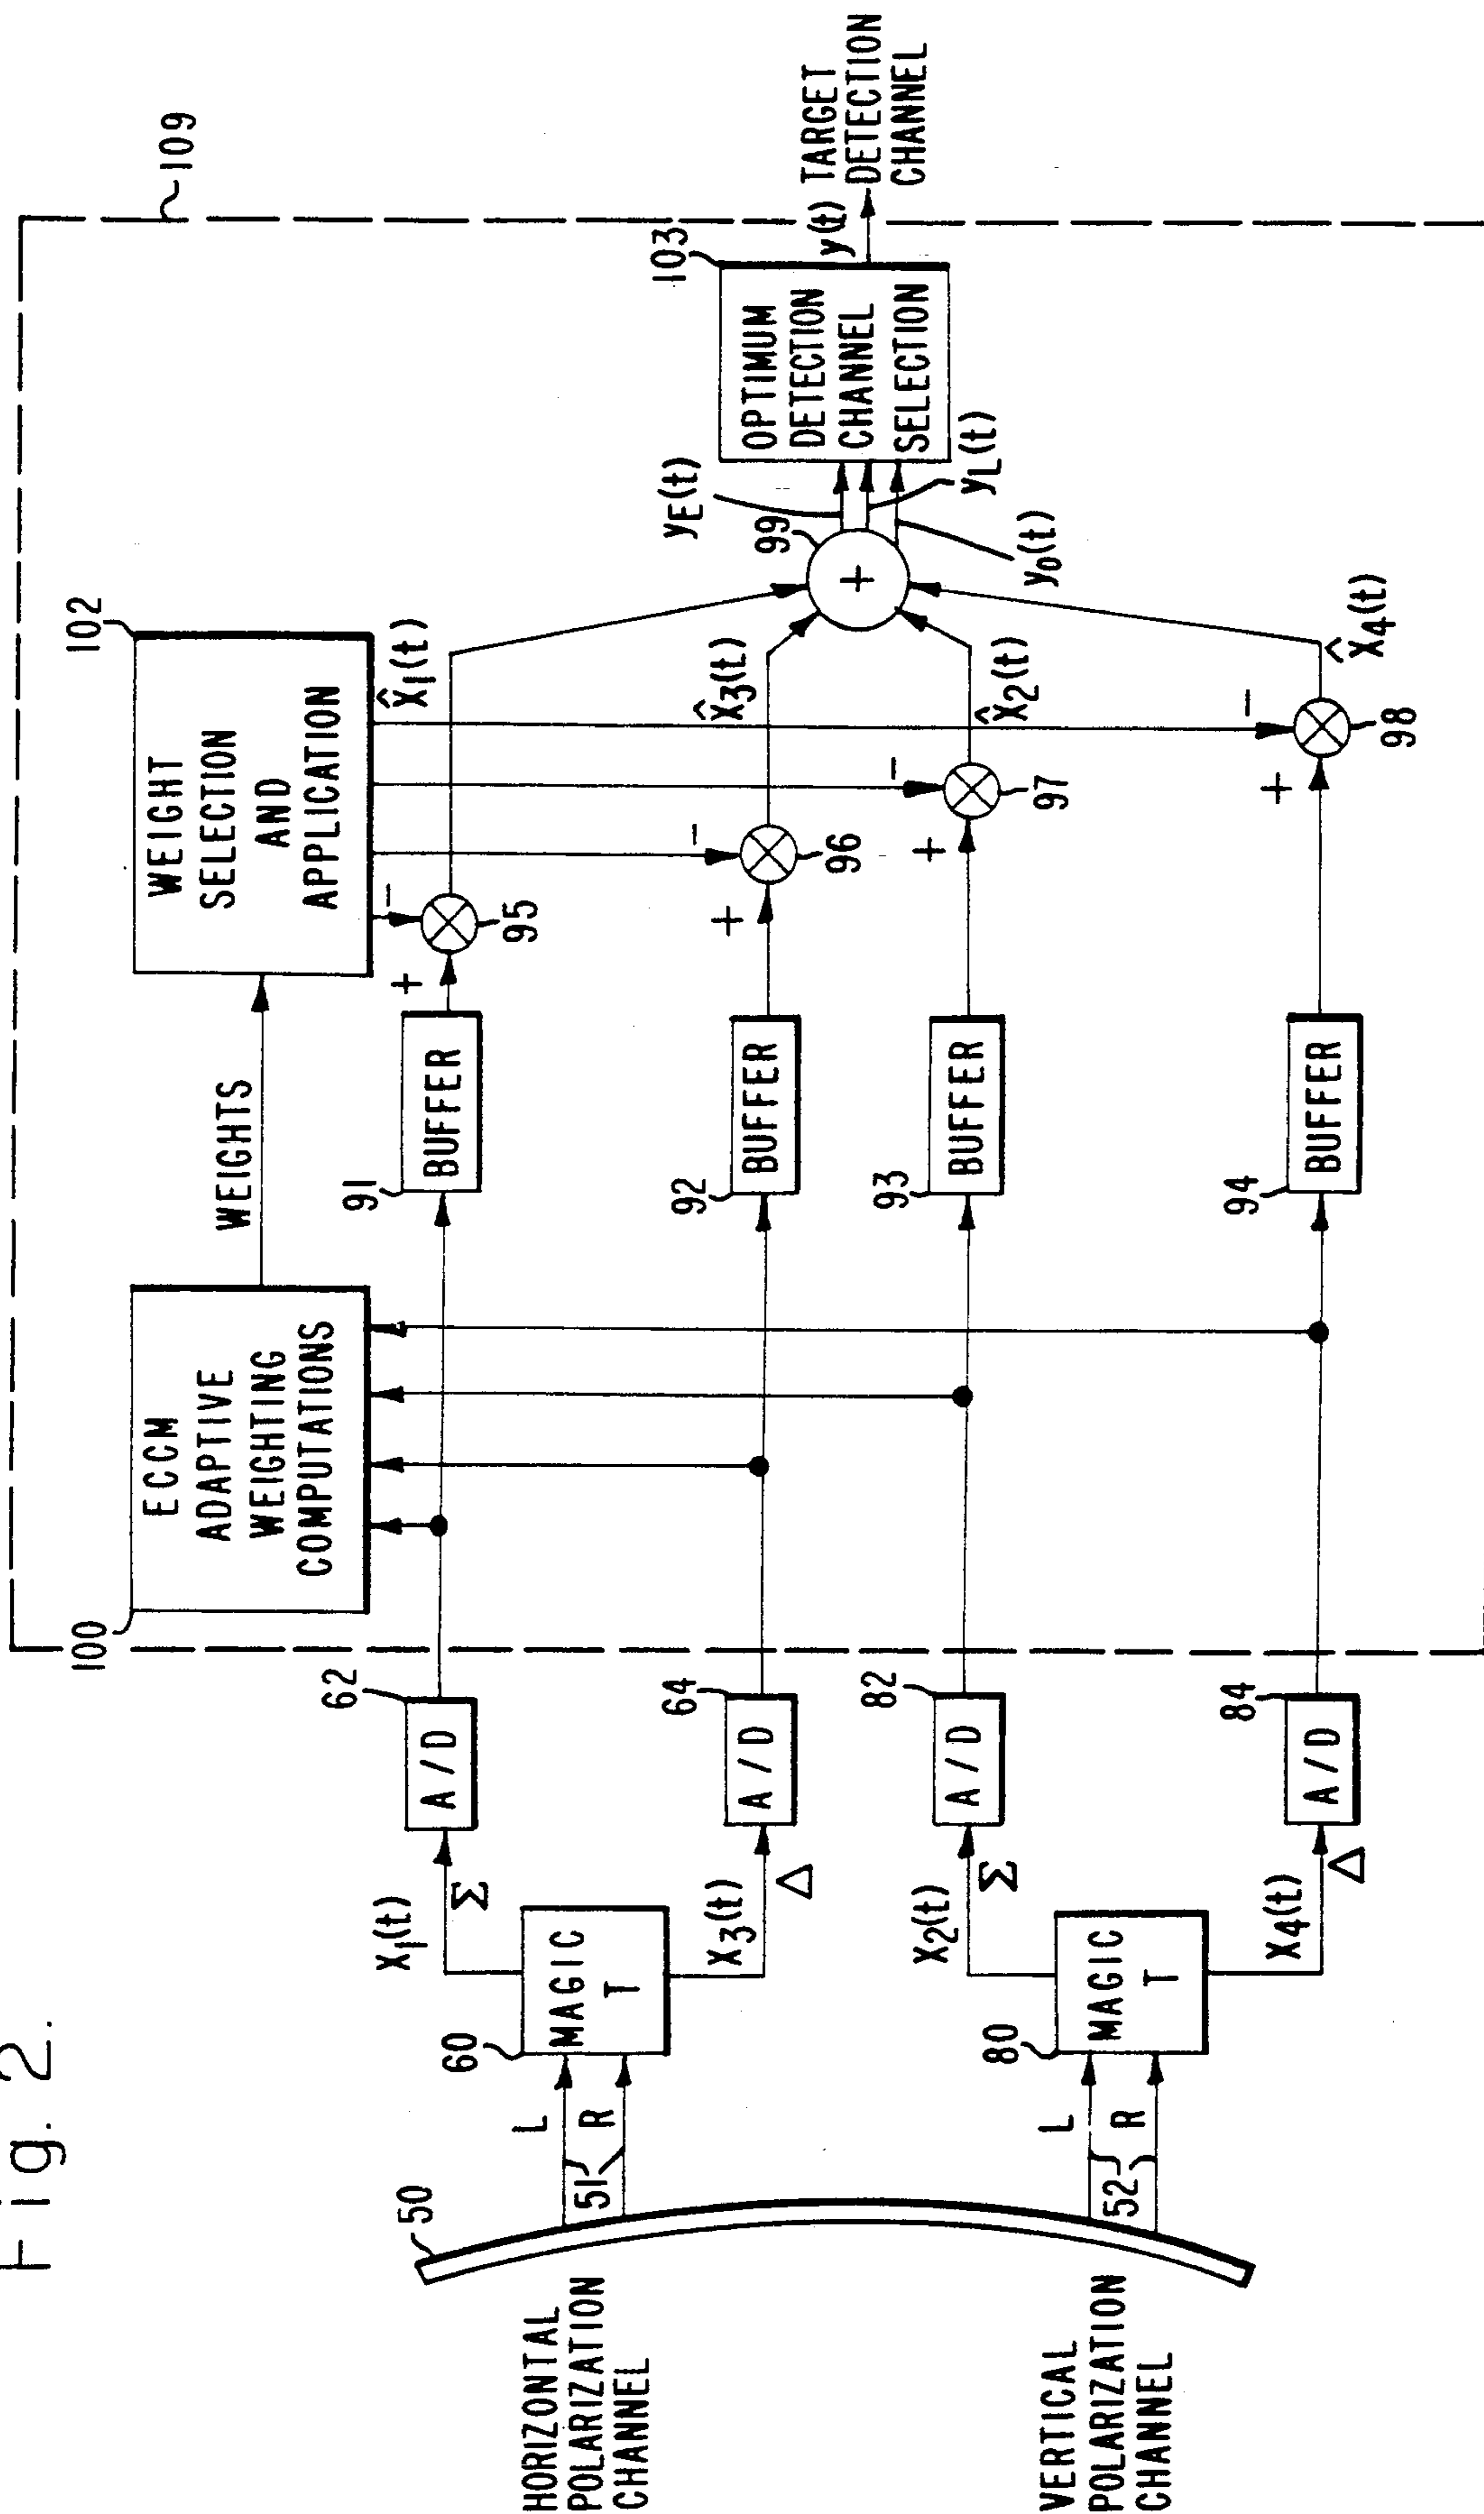 Fig. 2.
HORIZONTAL
POLARIZATION
CHANNEL
VERTICAL
POLARIZATION
CHANNEL
50
51
L
R
52
L
R
60
MAGIC
T
80
MAGIC
T
X1(t)
Σ
X3(t)
Δ
X2(t)
Σ
X4(t)
Δ
62
A/D
64
A/D
82
A/D
84
A/D
100
ECCM
ADAPTIVE
WEIGHTING
COMPUTATIONS
WEIGHTS
91
BUFFER
92
BUFFER
93
BUFFER
94
BUFFER
102
WEIGHT
SELECTION
AND
APPLICATION
+
−
95
+
−
96
+
−
97
+
−
98
X̂1(t)
X̂3(t)
X̂2(t)
X̂4(t)
99
+
yE(t)
yL(t)
y0(t)
103
OPTIMUM
DETECTION
CHANNEL
SELECTION
y(t)
109
TARGET
DETECTION
CHANNEL